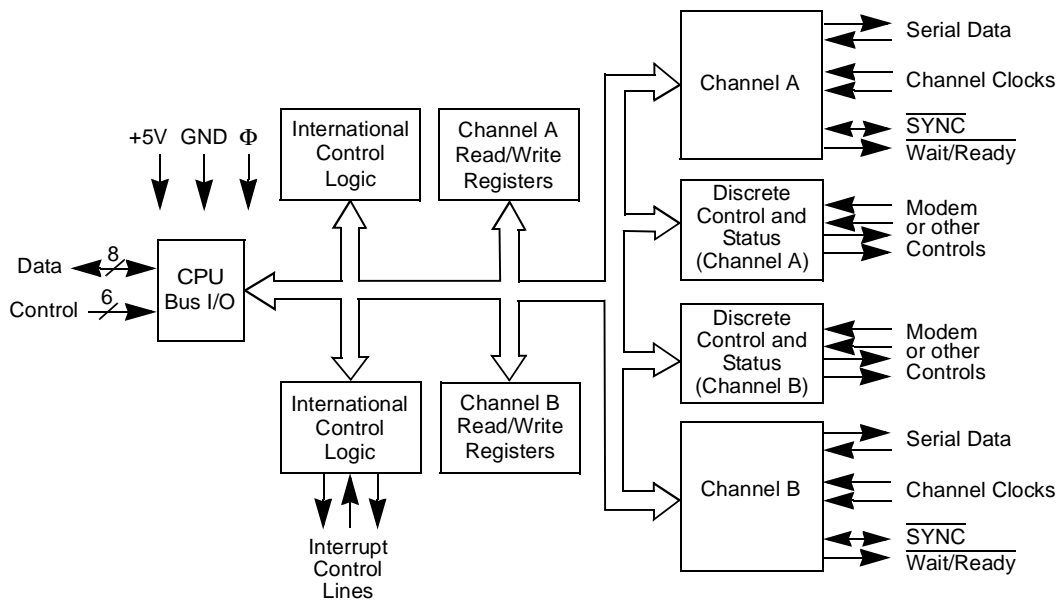 +5V GND Φ
Data
8
Control
6
CPU
Bus I/O
International
Control
Logic
Channel A
Read/Write
Registers
International
Control
Logic
Interrupt
Control
Lines
Channel B
Read/Write
Registers
Channel A
Serial Data
Channel Clocks
SYNC
Wait/Ready
Discrete
Control and
Status
(Channel A)
Modem
or other
Controls
Discrete
Control and
Status
(Channel B)
Modem
or other
Controls
Channel B
Serial Data
Channel Clocks
SYNC
Wait/Ready